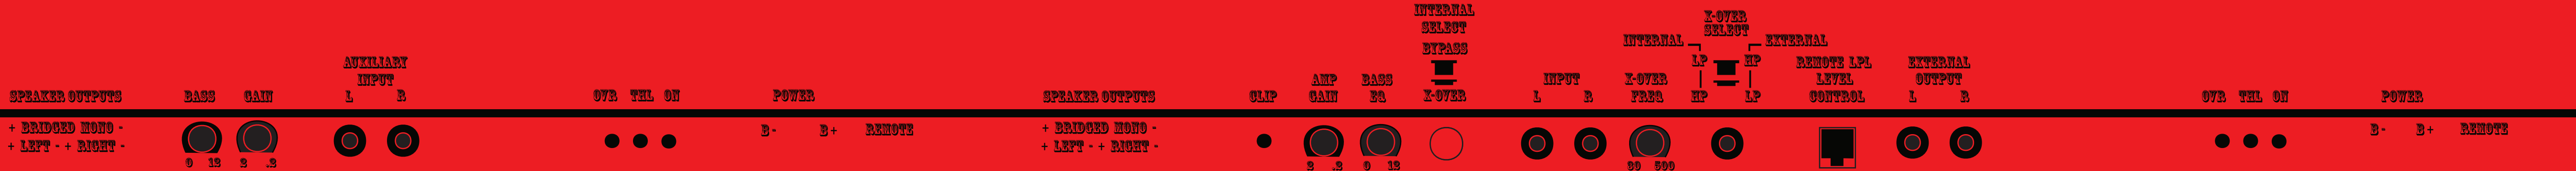 INTERNAL
SELECT
BYPASS
X-OVER
SELECT
INTERNAL EXTERNAL
LP HP
AUXILIARY
INPUT
REMOTE LPL
LEVEL
CONTROL
EXTERNAL
OUTPUT
SPEAKER OUTPUTS BASS GAIN L R OVR THL ON POWER
SPEAKER OUTPUTS CLIP
AMP
GAIN
BASS
EQ
X-OVER
INPUT
L R
X-OVER
FREQ
HP LP
L R
OVR THL ON POWER
+ BRIDGED MONO -
+ LEFT - + RIGHT -
0 12 2 .2
B - B + REMOTE
+ BRIDGED MONO -
+ LEFT - + RIGHT -
2 .2 0 12
30 500
B - B + REMOTE